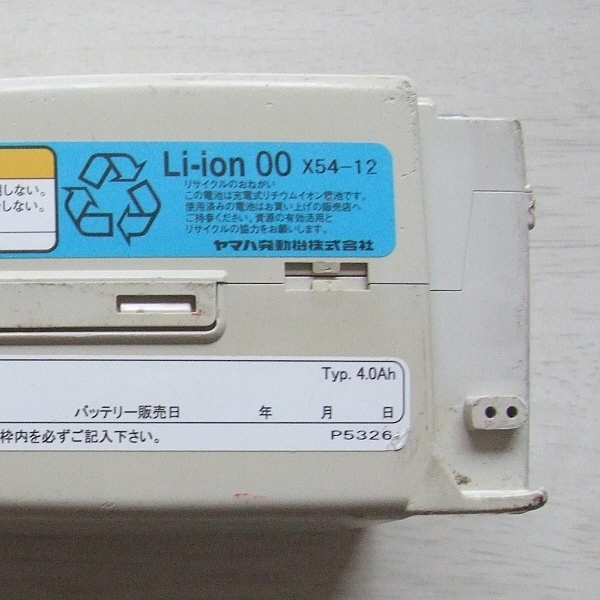 Li-ion 00 X54-12
リサイクルのおねがい
この電池は充電式リチウムイオン電池です。
使用済みの電池はお買い上げの販売店へ
ご持参ください。資源の有効活用と
リサイクルの協力をお願いします。
ヤマハ発動機株式会社
しない。
しない。
Typ. 4.0Ah
バッテリー販売日 年 月 日
枠内を必ずご記入下さい。
P5326